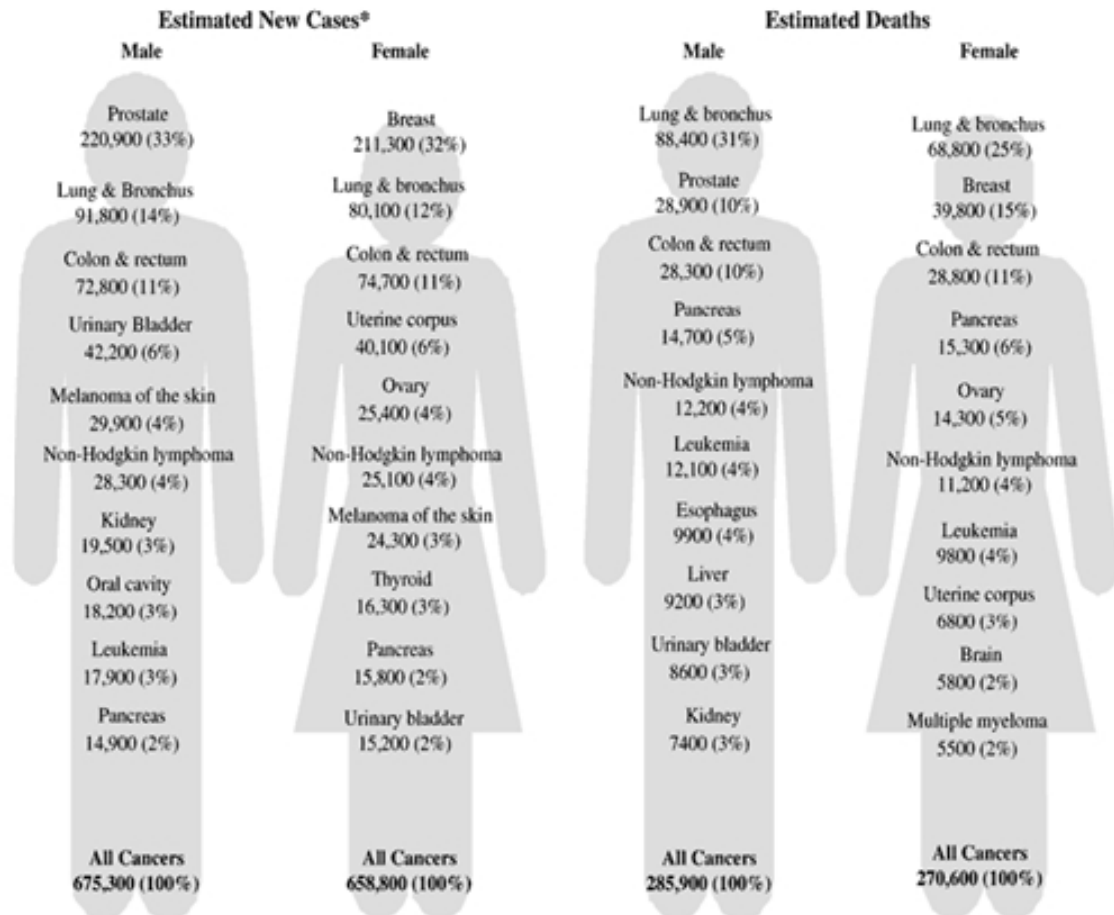 Estimated New Cases*
Male
Prostate
220,900 (33%)
Lung & Bronchus
91,800 (14%)
Colon & rectum
72,800 (11%)
Urinary Bladder
42,200 (6%)
Melanoma of the skin
29,900 (4%)
Non-Hodgkin lymphoma
28,300 (4%)
Kidney
19,500 (3%)
Oral cavity
18,200 (3%)
Leukemia
17,900 (3%)
Pancreas
14,900 (2%)
All Cancers
675,300 (100%)
Female
Breast
211,300 (32%)
Lung & bronchus
80,100 (12%)
Colon & rectum
74,700 (11%)
Uterine corpus
40,100 (6%)
Ovary
25,400 (4%)
Non-Hodgkin lymphoma
25,100 (4%)
Melanoma of the skin
24,300 (3%)
Thyroid
16,300 (3%)
Pancreas
15,800 (2%)
Urinary bladder
15,200 (2%)
All Cancers
658,800 (100%)
Estimated Deaths
Male
Lung & bronchus
88,400 (31%)
Prostate
28,900 (10%)
Colon & rectum
28,300 (10%)
Pancreas
14,700 (5%)
Non-Hodgkin lymphoma
12,200 (4%)
Leukemia
12,100 (4%)
Esophagus
9900 (4%)
Liver
9200 (3%)
Urinary bladder
8600 (3%)
Kidney
7400 (3%)
All Cancers
285,900 (100%)
Female
Lung & bronchus
68,800 (25%)
Breast
39,800 (15%)
Colon & rectum
28,800 (11%)
Pancreas
15,300 (6%)
Ovary
14,300 (5%)
Non-Hodgkin lymphoma
11,200 (4%)
Leukemia
9800 (4%)
Uterine corpus
6800 (3%)
Brain
5800 (2%)
Multiple myeloma
5500 (2%)
All Cancers
270,600 (100%)